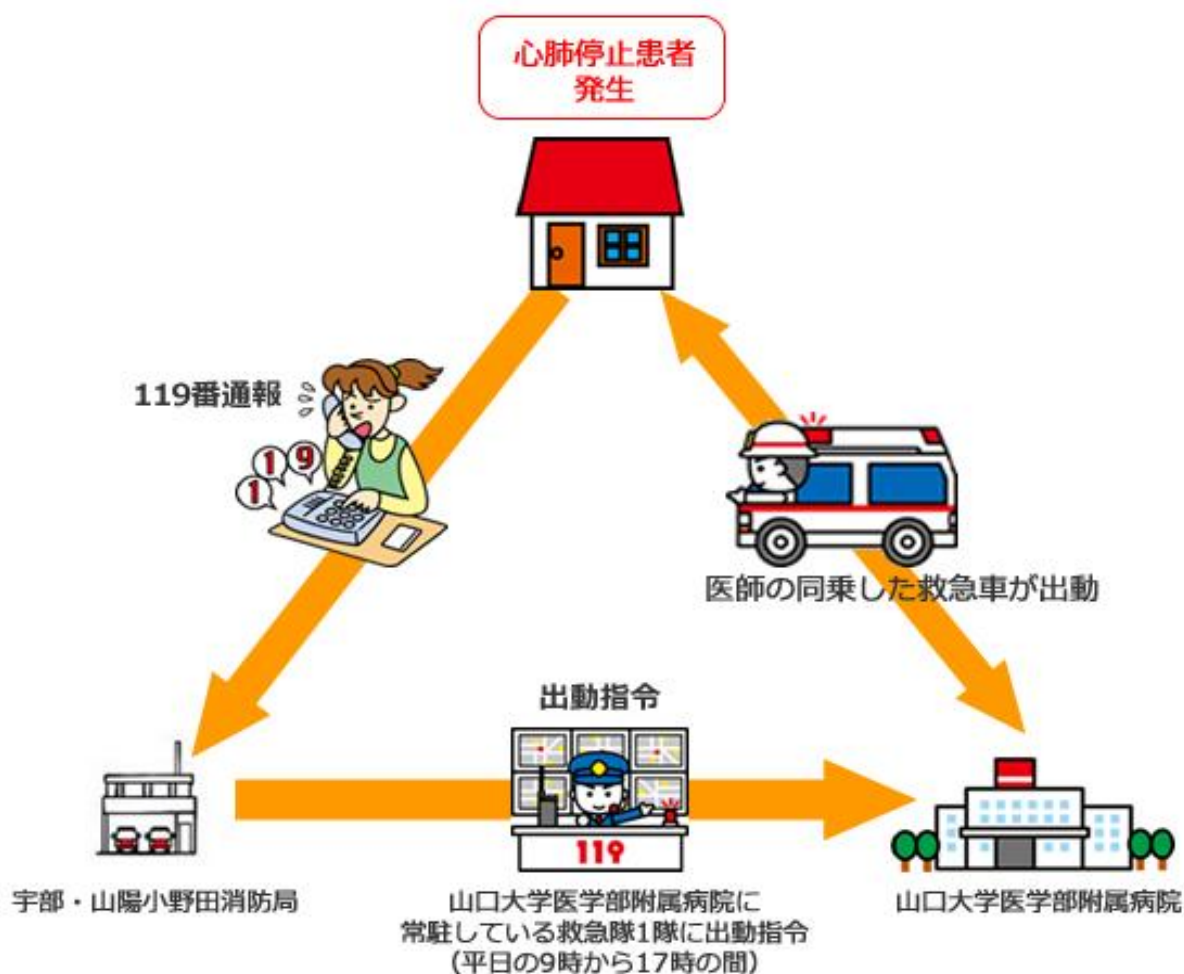 心肺停止患者
発生
119番通報
1
1
9
医師の同乗した救急車が出動
出動指令
119
宇部・山陽小野田消防局
山口大学医学部附属病院に
常駐している救急隊1隊に出動指令
(平日の9時から17時の間)
山口大学医学部附属病院